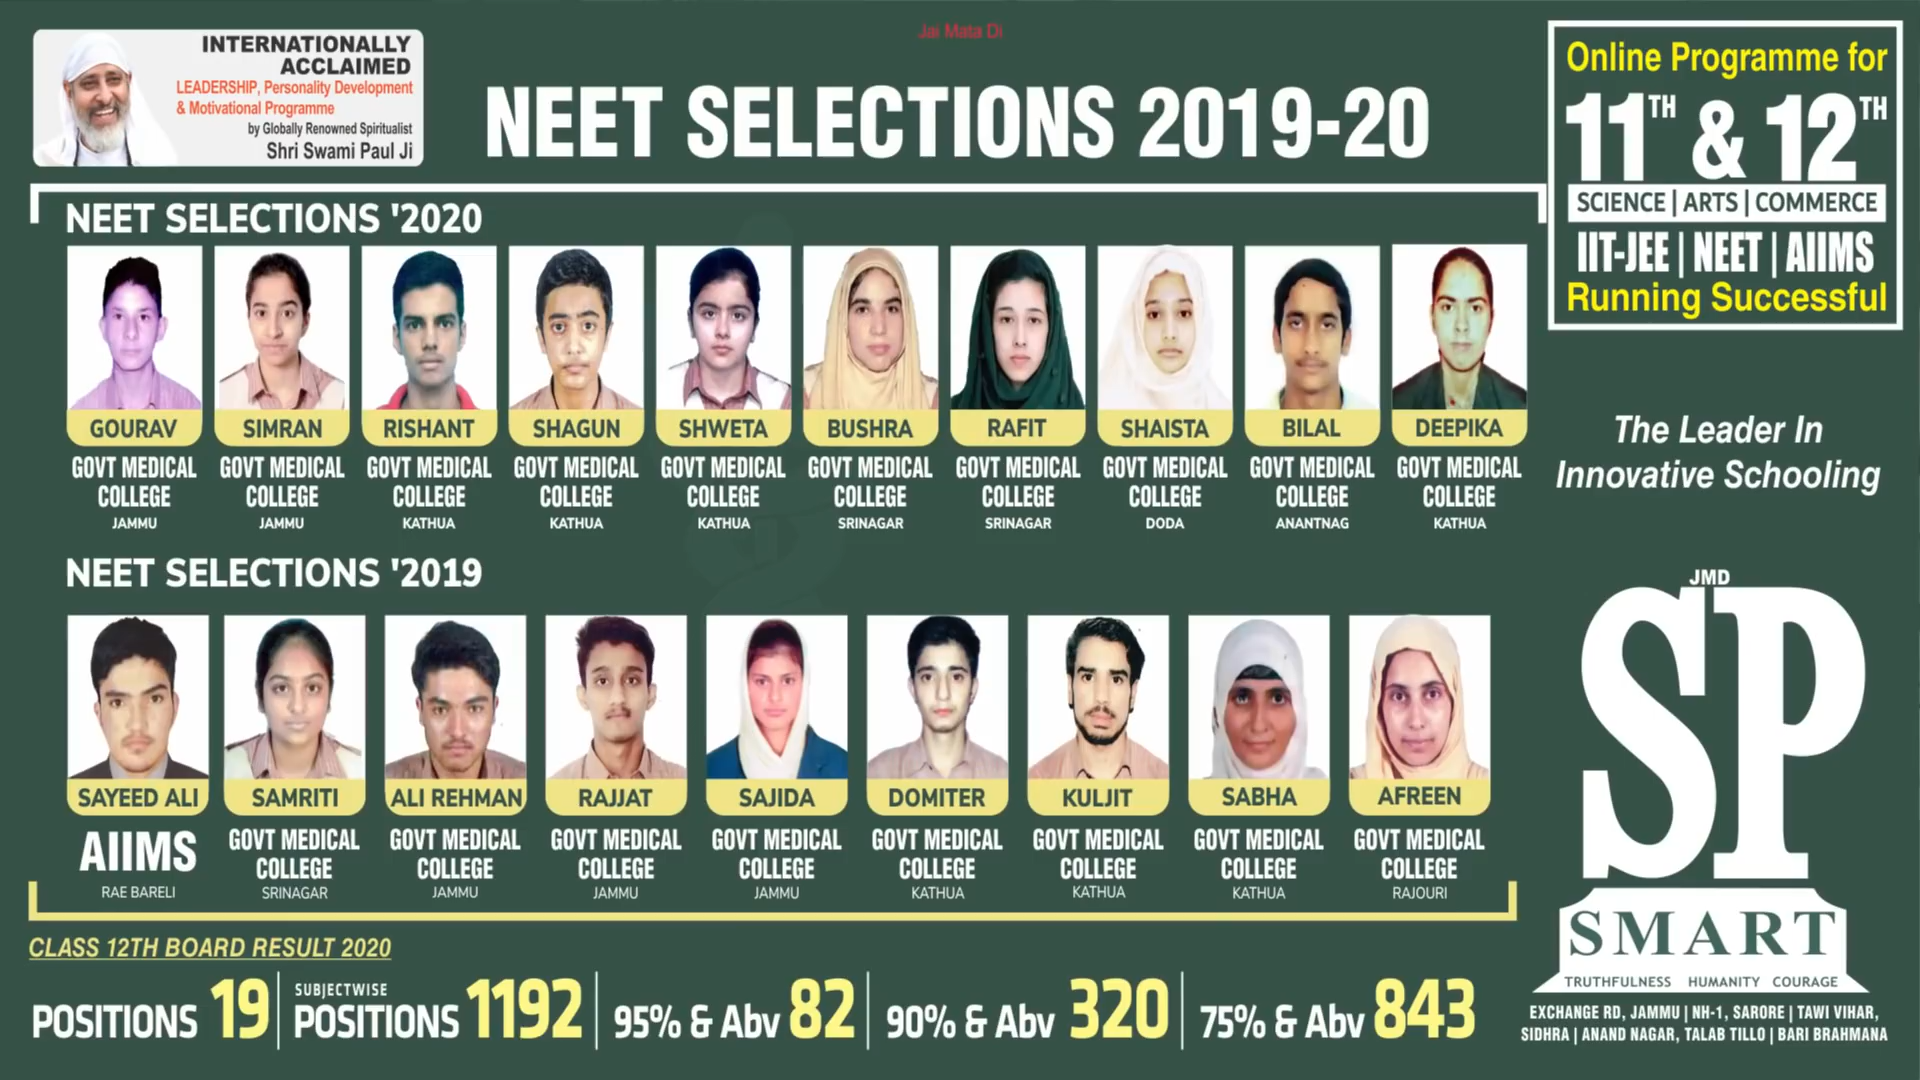 Jai Mata Di
INTERNATIONALLY
ACCLAIMED
LEADERSHIP, Personality Development
& Motivational Programme
by Globally Renowned Spiritualist
Shri Swami Paul Ji
NEET SELECTIONS 2019-20
Online Programme for
11TH & 12TH
SCIENCE | ARTS | COMMERCE
IIT-JEE | NEET | AIIMS
Running Successful
NEET SELECTIONS '2020
GOURAV SIMRAN RISHANT SHAGUN SHWETA BUSHRA RAFIT SHAISTA BILAL DEEPIKA
GOVT MEDICAL GOVT MEDICAL GOVT MEDICAL GOVT MEDICAL GOVT MEDICAL GOVT MEDICAL GOVT MEDICAL GOVT MEDICAL GOVT MEDICAL GOVT MEDICAL
COLLEGE COLLEGE COLLEGE COLLEGE COLLEGE COLLEGE COLLEGE COLLEGE COLLEGE COLLEGE
JAMMU JAMMU KATHUA KATHUA KATHUA SRINAGAR SRINAGAR DODA ANANTNAG KATHUA
The Leader In
Innovative Schooling
NEET SELECTIONS '2019
SAYEED ALI SAMRITI ALI REHMAN RAJJAT SAJIDA DOMITER KULJIT SABHA AFREEN
AIIMS GOVT MEDICAL GOVT MEDICAL GOVT MEDICAL GOVT MEDICAL GOVT MEDICAL GOVT MEDICAL GOVT MEDICAL GOVT MEDICAL
COLLEGE COLLEGE COLLEGE COLLEGE COLLEGE COLLEGE COLLEGE COLLEGE
RAE BARELI SRINAGAR JAMMU JAMMU JAMMU KATHUA KATHUA KATHUA RAJOURI
JMD
SP
SMART
TRUTHFULNESS HUMANITY COURAGE
EXCHANGE RD, JAMMU | NH-1, SARORE | TAWI VIHAR,
SIDHRA | ANAND NAGAR, TALAB TILLO | BARI BRAHMANA
CLASS 12TH BOARD RESULT 2020
POSITIONS 19
SUBJECTWISE
POSITIONS 1192
95% & Abv 82
90% & Abv 320
75% & Abv 843